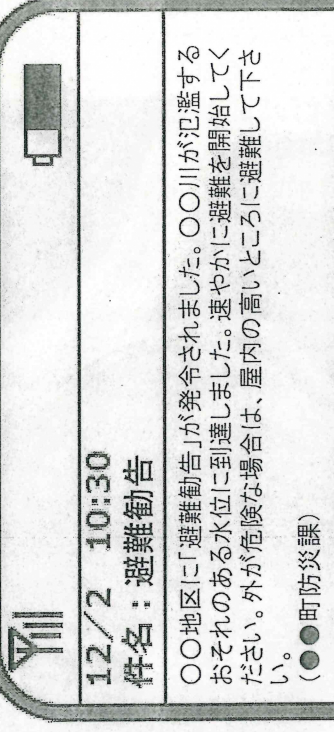 12/2 10:30
件名：避難勧告
〇〇地区に「避難勧告」が発令されました。〇〇川が氾濫する
おそれのある水位に到達しました。速やかに避難を開始してく
ださい。外が危険な場合は、屋内の高いところに避難して下さ
い。
（●●町防災課）